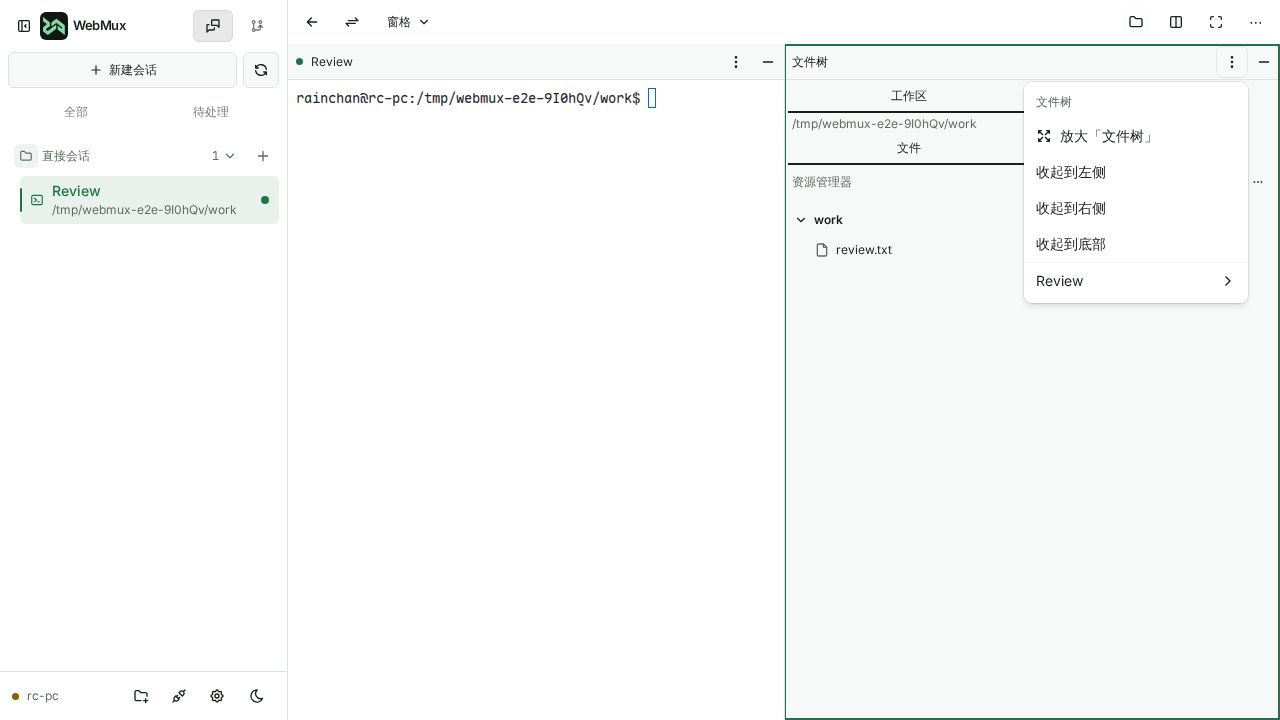 WebMux
新建会话
全部
待处理
直接会话
1
Review
/tmp/webmux-e2e-9I0hQv/work
rc-pc
窗格
Review
rainchan@rc-pc:/tmp/webmux-e2e-9I0hQv/work$
文件树
工作区
/tmp/webmux-e2e-9I0hQv/work
文件
资源管理器
work
review.txt
文件树
放大「文件树」
收起到左侧
收起到右侧
收起到底部
Review